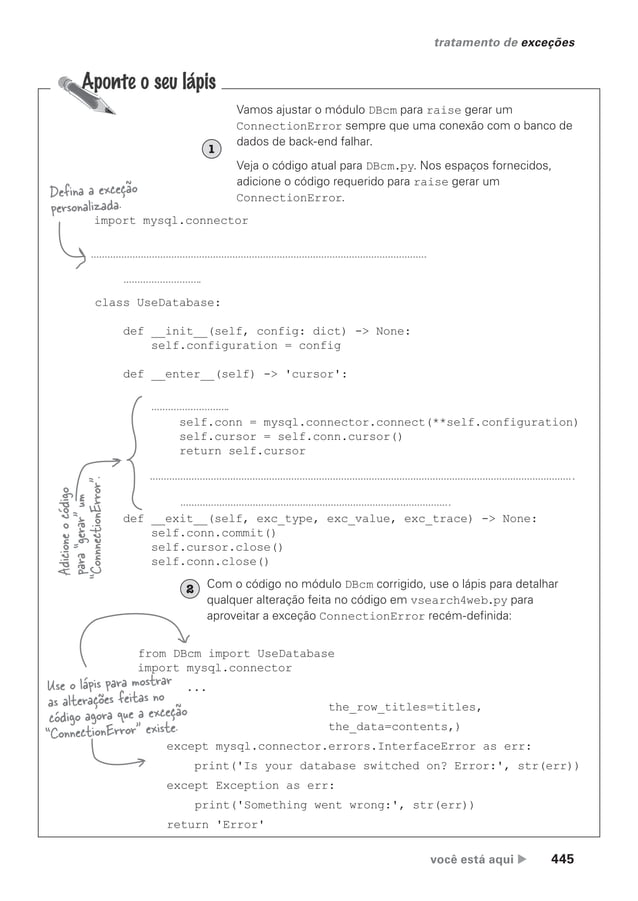 tratamento de exceções
Aponte o seu lápis
Vamos ajustar o módulo DBcm para raise gerar um
ConnectionError sempre que uma conexão com o banco de
dados de back-end falhar.
1
Veja o código atual para DBcm.py. Nos espaços fornecidos,
adicione o código requerido para raise gerar um
ConnectionError.
Defina a exceção
personalizada.
import mysql.connector
class UseDatabase:
def __init__(self, config: dict) -> None:
self.configuration = config
def __enter__(self) -> 'cursor':
self.conn = mysql.connector.connect(**self.configuration)
self.cursor = self.conn.cursor()
return self.cursor
Adicione o código
para "gerar" um
"ConnnectionError".
def __exit__(self, exc_type, exc_value, exc_trace) -> None:
self.conn.commit()
self.cursor.close()
self.conn.close()
2
Com o código no módulo DBcm corrigido, use o lápis para detalhar
qualquer alteração feita no código em vsearch4web.py para
aproveitar a exceção ConnectionError recém-definida:
from DBcm import UseDatabase
import mysql.connector
Use o lápis para mostrar
as alterações feitas no
código agora que a exceção
"ConnectionError" existe.
...
the_row_titles=titles,
the_data=contents,)
except mysql.connector.errors.InterfaceError as err:
print('Is your database switched on? Error:', str(err))
except Exception as err:
print('Something went wrong:', str(err))
return 'Error'
você está aqui ▶ 445